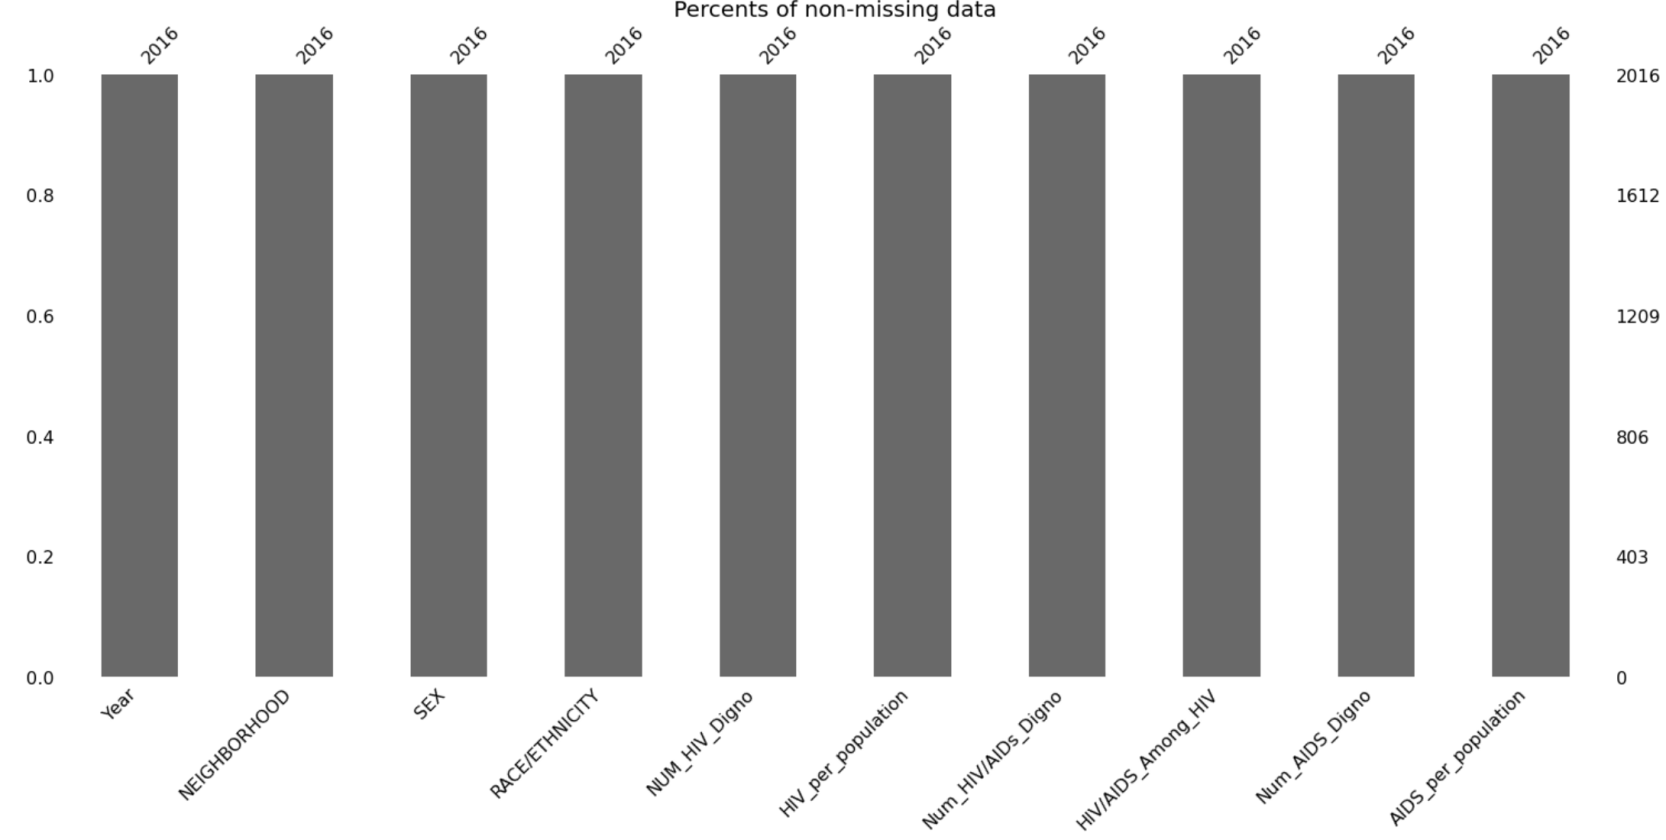 Percents of non-missing data
2016 2016 2016 2016 2016 2016 2016 2016 2016 2016
1.0 2016
0.8 1612
0.6 1209
0.4 806
0.2 403
0.0 0
Year
NEIGHBORHOOD
SEX
RACE/ETHNICITY
NUM_HIV_Digno
HIV_per_population
Num_HIV/AIDs_Digno
HIV/AIDS_Among_HIV
Num_AIDS_Digno
AIDS_per_population